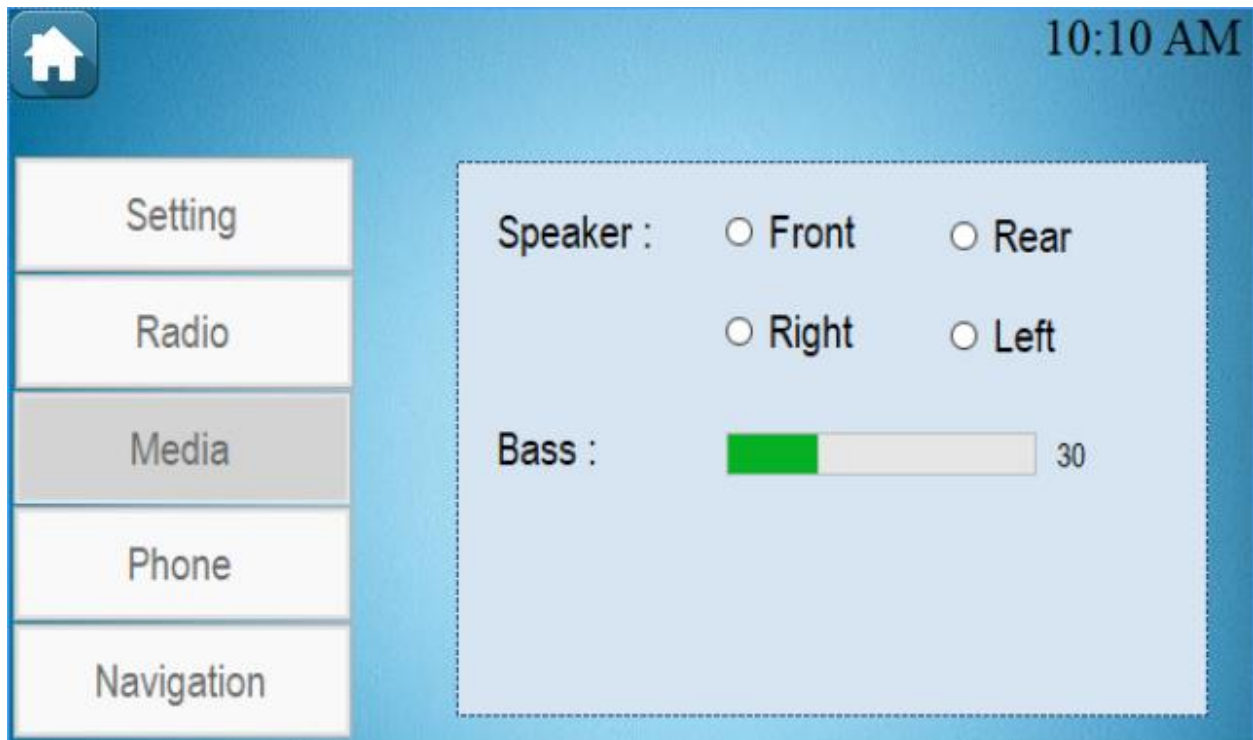 10:10 AM
Setting
Radio
Media
Phone
Navigation
Speaker : Front Rear
Right Left
Bass : 30